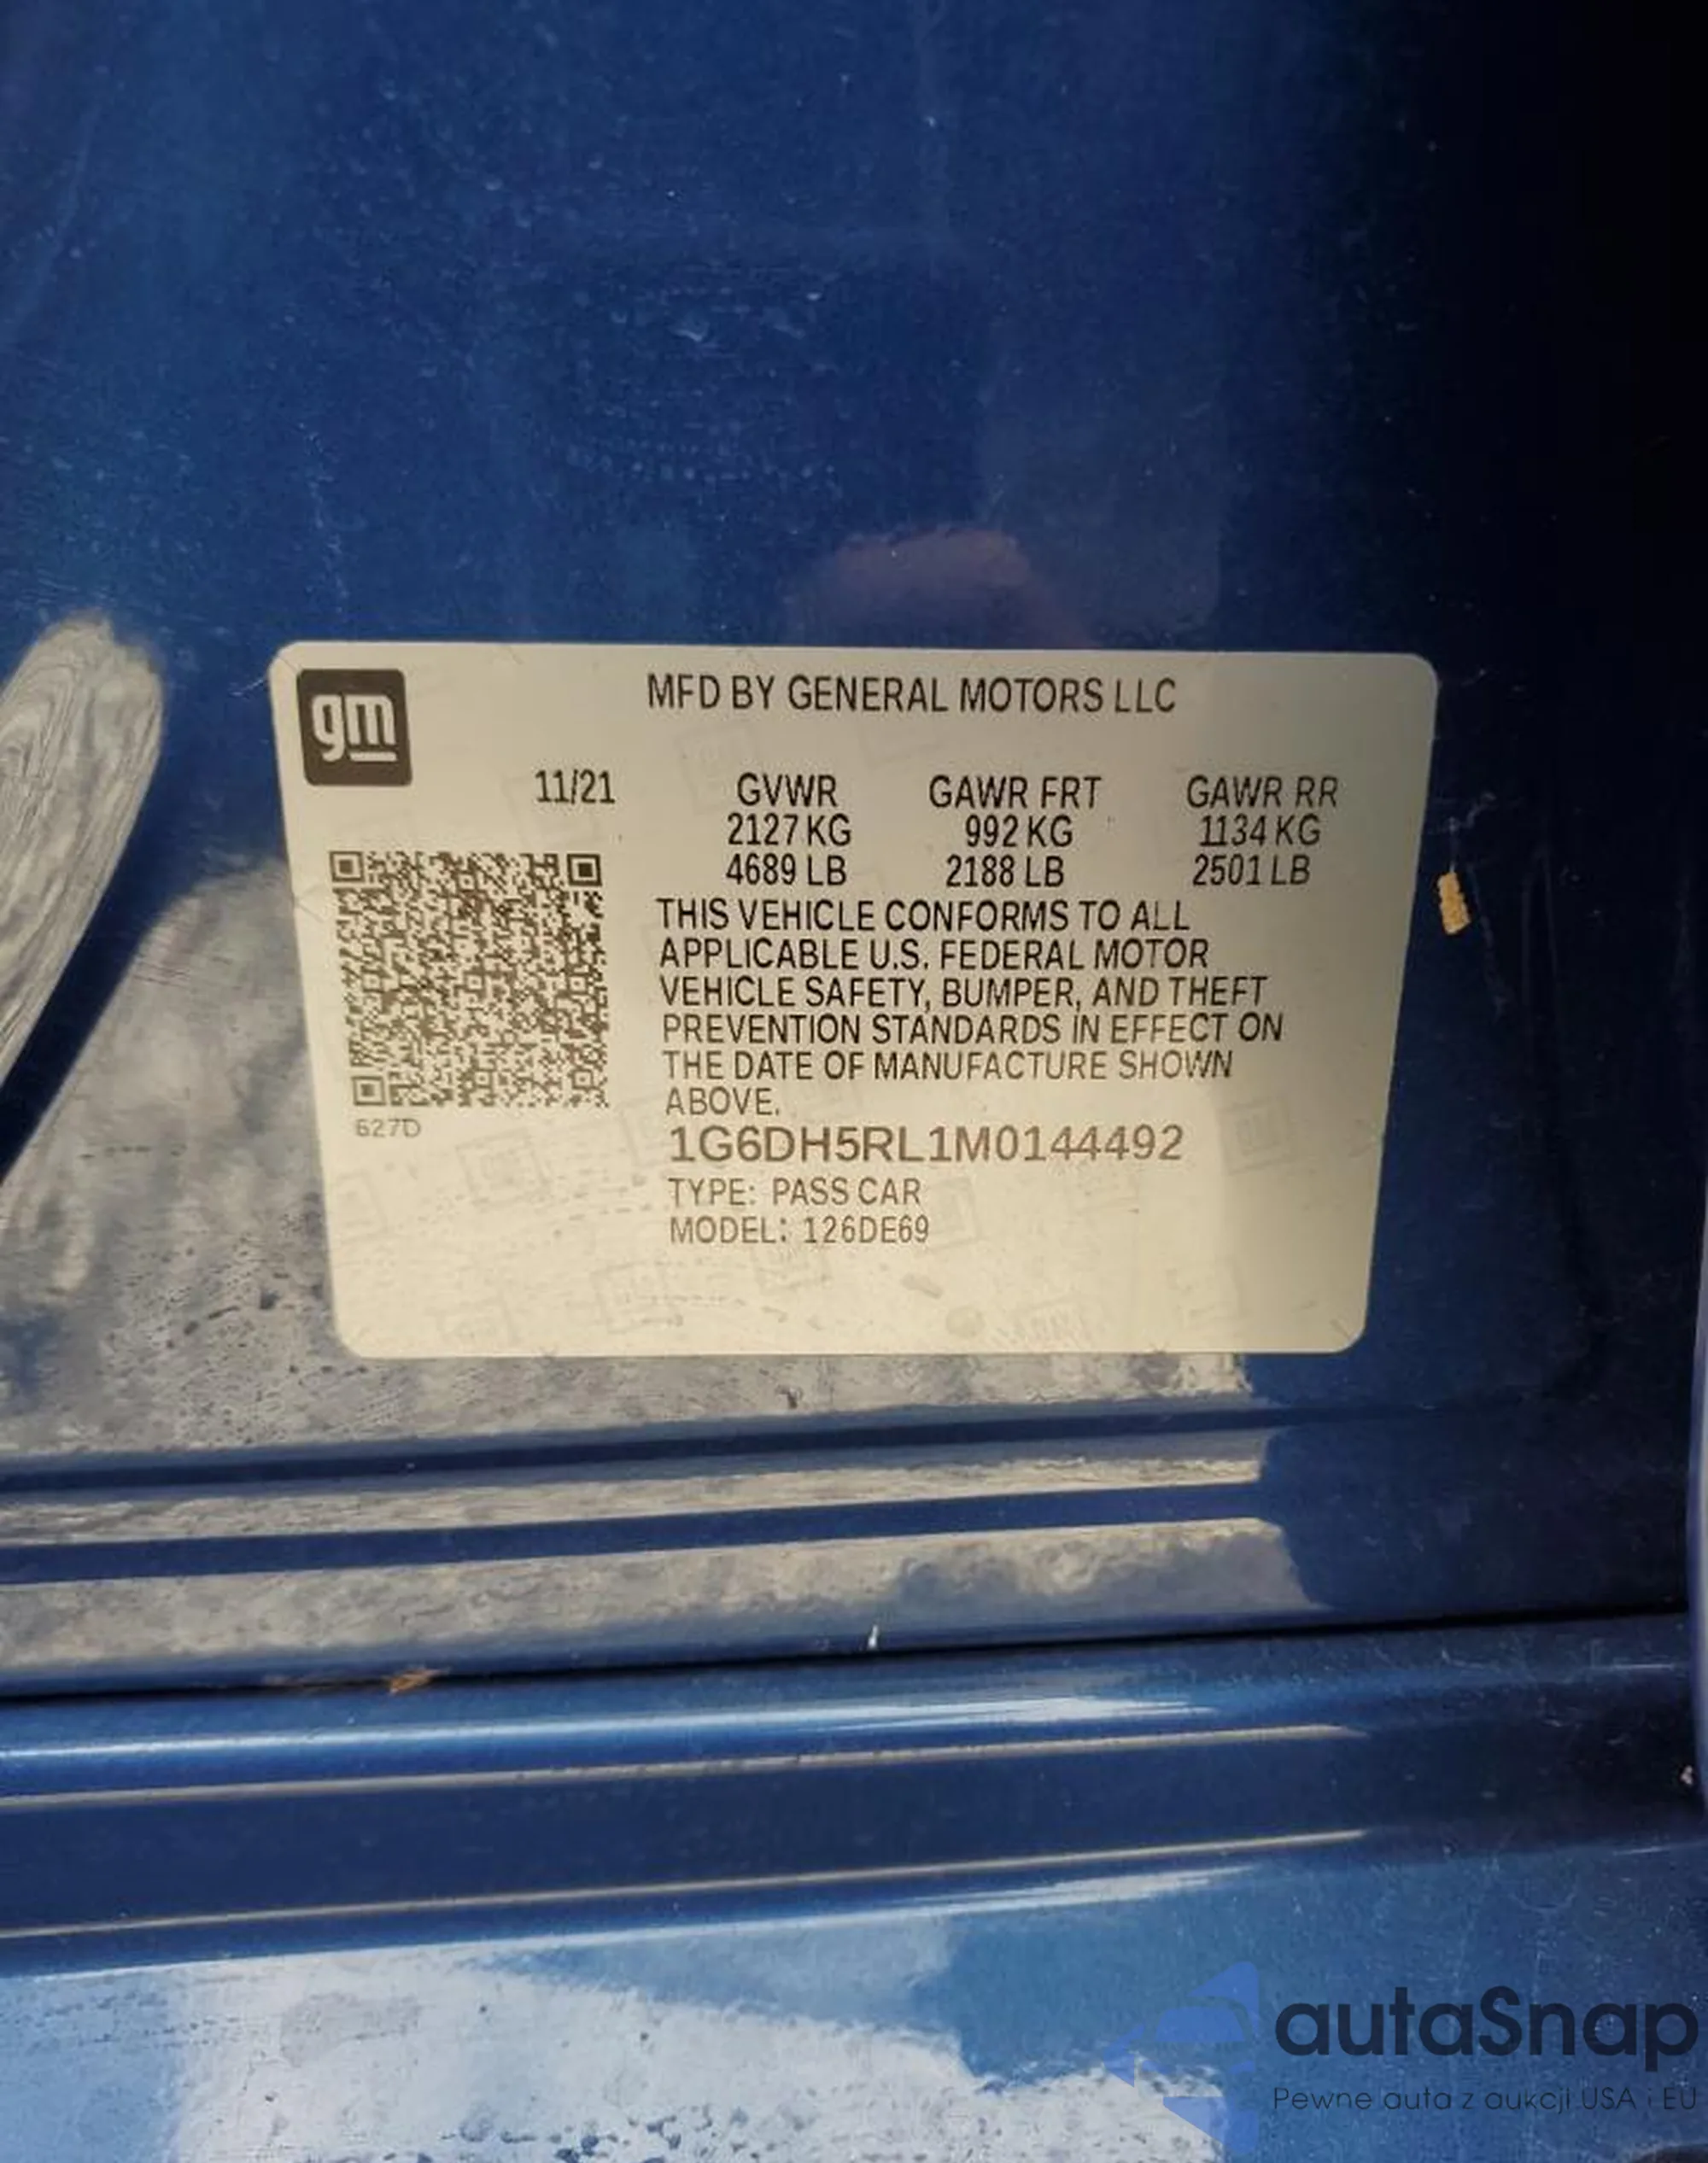 gm
MFD BY GENERAL MOTORS LLC
11/21 GVWR GAWR FRT GAWR RR
2127 KG 992 KG 1134 KG
4689 LB 2188 LB 2501 LB
THIS VEHICLE CONFORMS TO ALL
APPLICABLE U.S. FEDERAL MOTOR
VEHICLE SAFETY, BUMPER, AND THEFT
PREVENTION STANDARDS IN EFFECT ON
THE DATE OF MANUFACTURE SHOWN
ABOVE.
627D
1G6DH5RL1M0144492
TYPE: PASS CAR
MODEL: 126DE69
autaSnap
Pewne auta z aukcji USA i EU